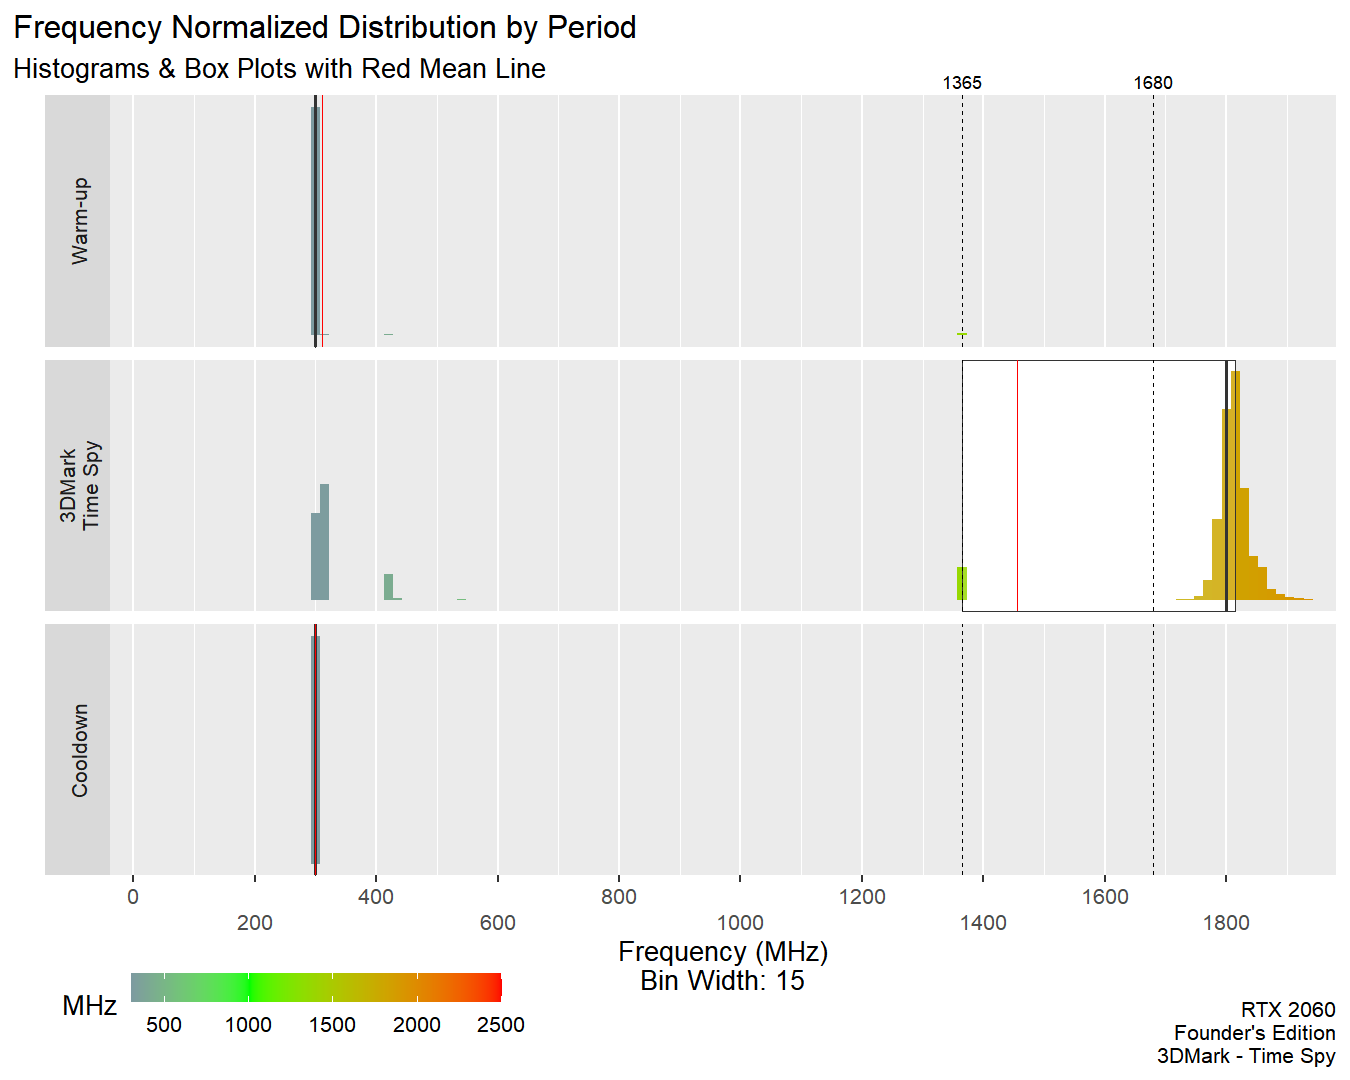 Frequency Normalized Distribution by Period
Histograms & Box Plots with Red Mean Line
1365 1680
Warm-up
3DMark
Time Spy
Cooldown
0 400 800 1200 1600
200 600 1000 1400 1800
Frequency (MHz)
Bin Width: 15
MHz
500 1000 1500 2000 2500
RTX 2060
Founder's Edition
3DMark - Time Spy